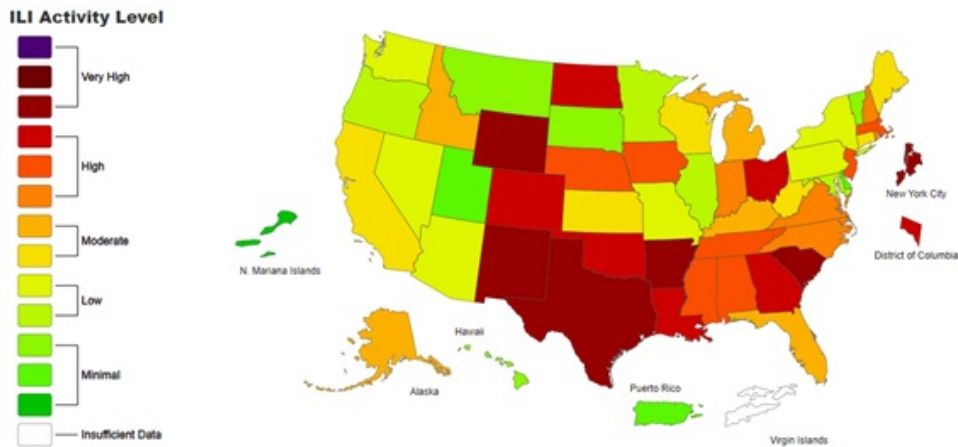 ILI Activity Level
Very High
High
Moderate
Low
Minimal
Insufficient Data
New York City
District of Columbia
N. Mariana Islands
Hawaii
Alaska
Puerto Rico
Virgin Islands